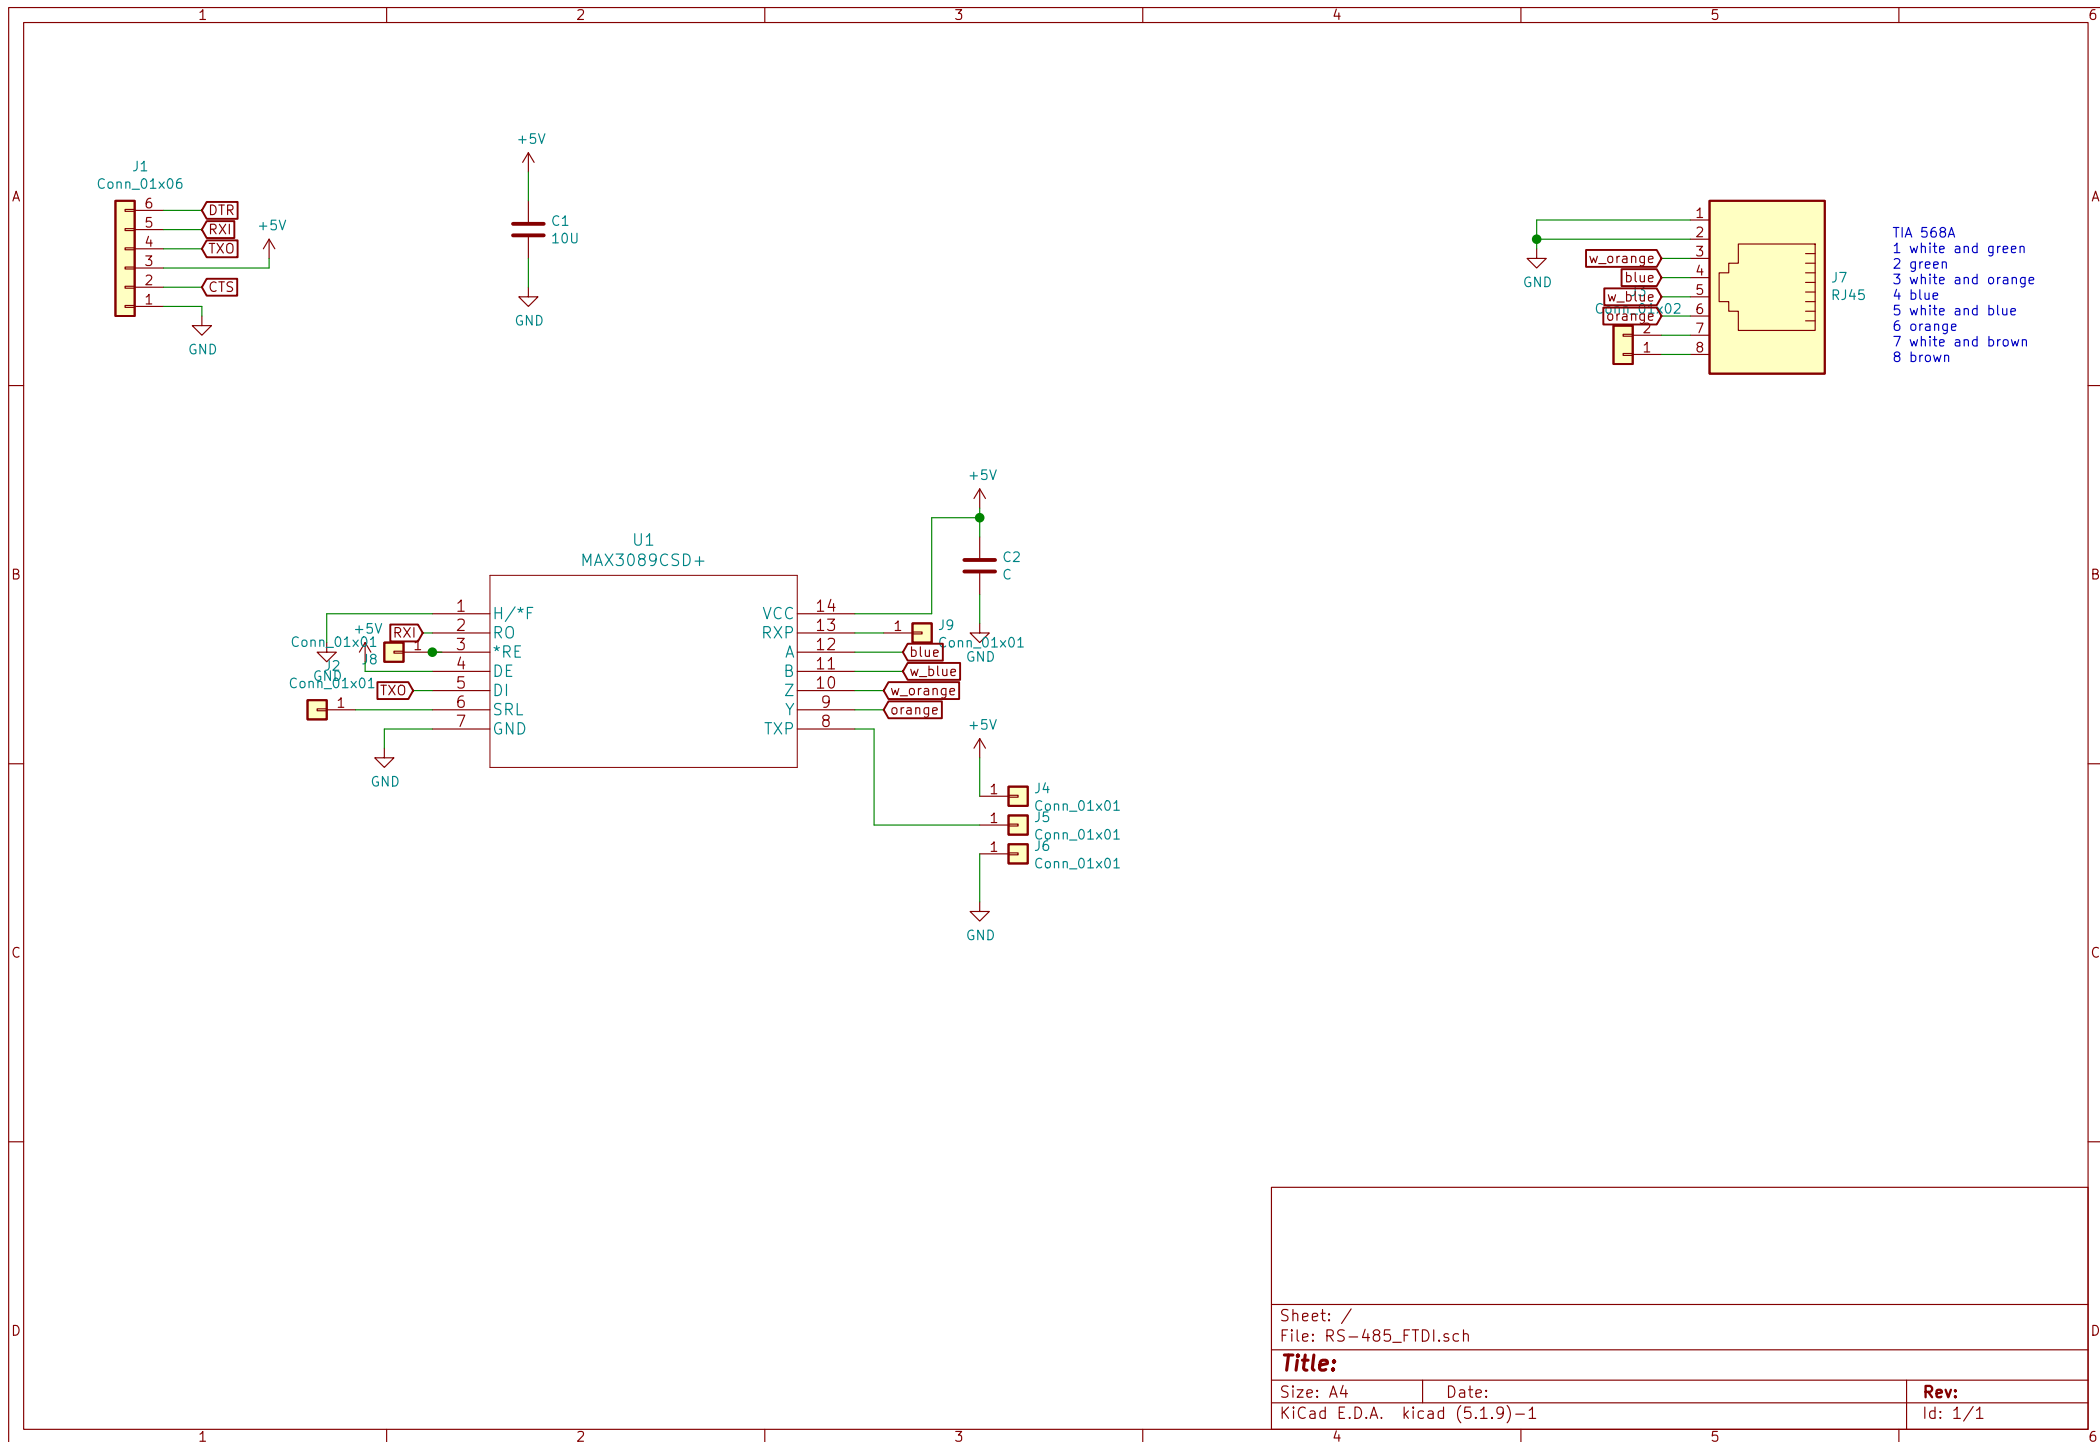 1 2 3 4 5 6
A
B
C
D
J1
Conn_01x06
6 DTR
5 RXI
4 TXO
3
+5V
2 CTS
1
GND
+5V
C1
10U
GND
1
2
3 w_orange
4 blue
5 w_blue
6 orange
7 2
8 1
GND
Conn_01x02
J7
RJ45
TIA 568A
1 white and green
2 green
3 white and orange
4 blue
5 white and blue
6 orange
7 white and brown
8 brown
U1
MAX3089CSD+
1 H/*F
2 RO
3 *RE
4 DE
5 DI
6 SRL
7 GND
VCC 14
RXP 13
A 12
B 11
Z 10
Y 9
TXP 8
RXI
+5V
Conn_01x01
J8
1
J2
GND
Conn_01x01
TXO
1
GND
+5V
C2
C
GND
1 J9
Conn_01x01
blue
w_blue
w_orange
orange
+5V
1 J4
Conn_01x01
1 J5
Conn_01x01
1 J6
Conn_01x01
GND
Sheet: /
File: RS-485_FTDI.sch
Title:
Size: A4 Date: Rev:
KiCad E.D.A. kicad (5.1.9)-1 Id: 1/1
A
B
C
D
1 2 3 4 5 6